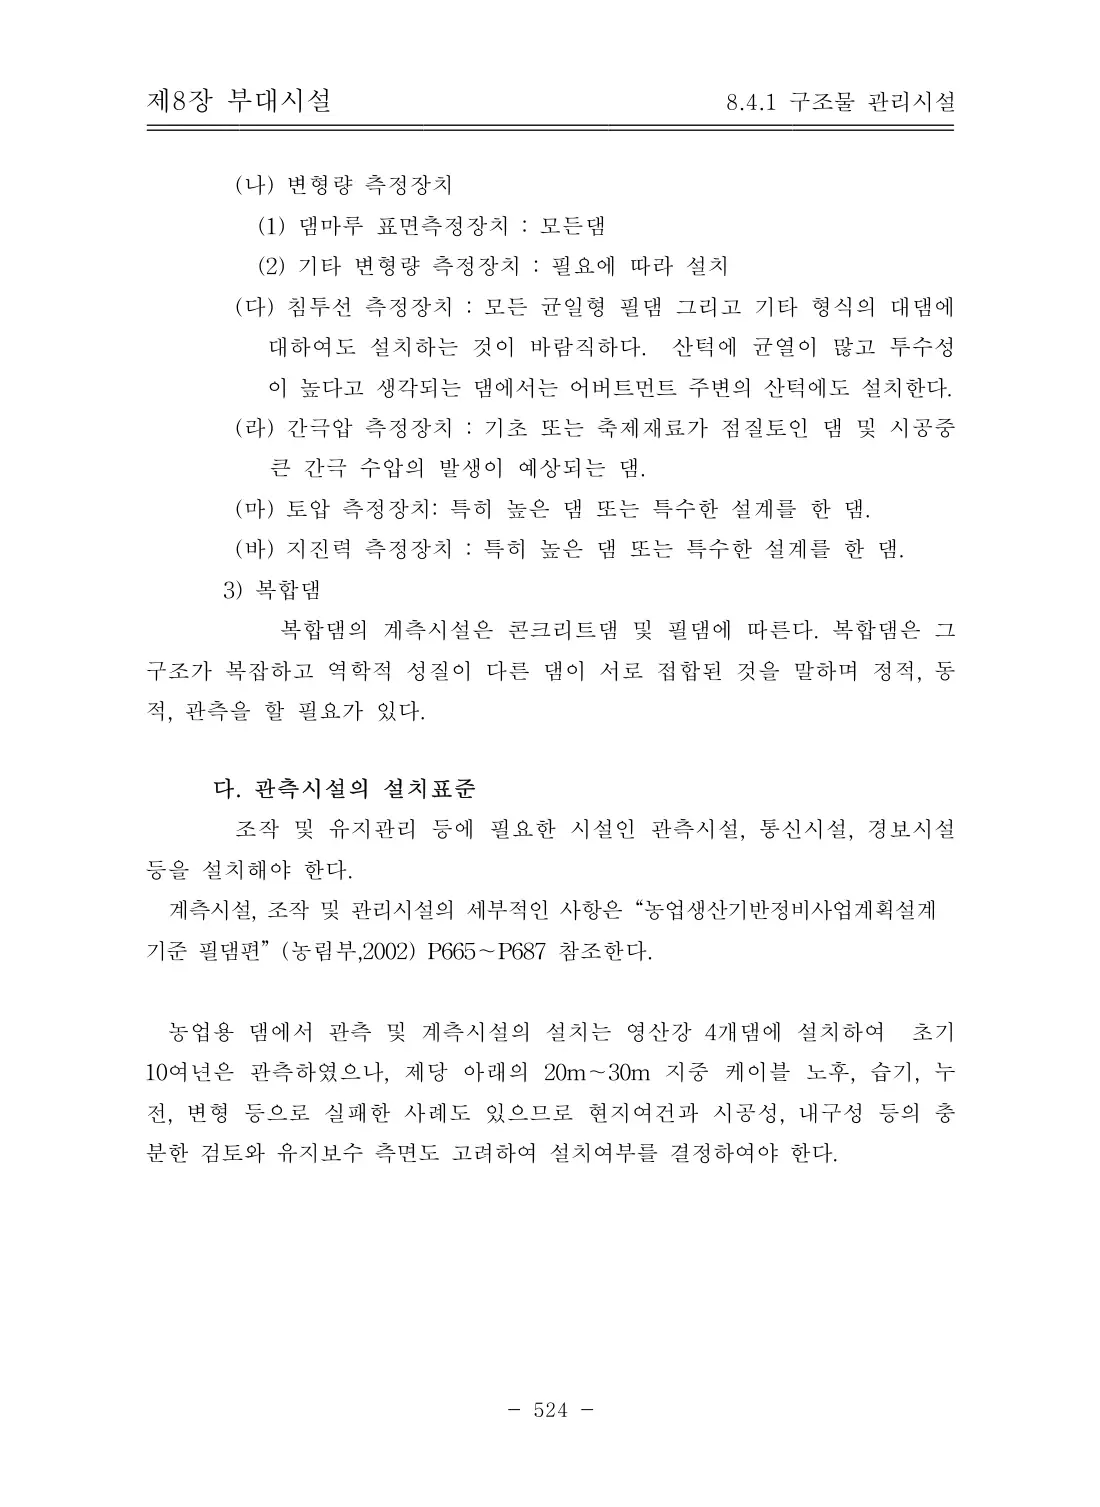 제8장 부대시설 8.4.1 구조물 관리시설
(나) 변형량 측정장치
(1) 댐마루 표면측정장치 : 모든댐
(2) 기타 변형량 측정장치 : 필요에 따라 설치
(다) 침투선 측정장치 : 모든 균일형 필댐 그리고 기타 형식의 대댐에
대하여도 설치하는 것이 바람직하다. 산턱에 균열이 많고 투수성
이 높다고 생각되는 댐에서는 어버트먼트 주변의 산턱에도 설치한다.
(라) 간극압 측정장치 : 기초 또는 축제재료가 점질토인 댐 및 시공중
큰 간극 수압의 발생이 예상되는 댐.
(마) 토압 측정장치: 특히 높은 댐 또는 특수한 설계를 한 댐.
(바) 지진력 측정장치 : 특히 높은 댐 또는 특수한 설계를 한 댐.
3) 복합댐
복합댐의 계측시설은 콘크리트댐 및 필댐에 따른다. 복합댐은 그
구조가 복잡하고 역학적 성질이 다른 댐이 서로 접합된 것을 말하며 정적, 동
적, 관측을 할 필요가 있다.
다. 관측시설의 설치표준
조작 및 유지관리 등에 필요한 시설인 관측시설, 통신시설, 경보시설
등을 설치해야 한다.
계측시설, 조작 및 관리시설의 세부적인 사항은 “농업생산기반정비사업계획설계
기준 필댐편” (농림부,2002) P665∼P687 참조한다.
농업용 댐에서 관측 및 계측시설의 설치는 영산강 4개댐에 설치하여 초기
10여년은 관측하였으나, 제당 아래의 20m∼30m 지중 케이블 노후, 습기, 누
전, 변형 등으로 실패한 사례도 있으므로 현지여건과 시공성, 내구성 등의 충
분한 검토와 유지보수 측면도 고려하여 설치여부를 결정하여야 한다.
- 524 -